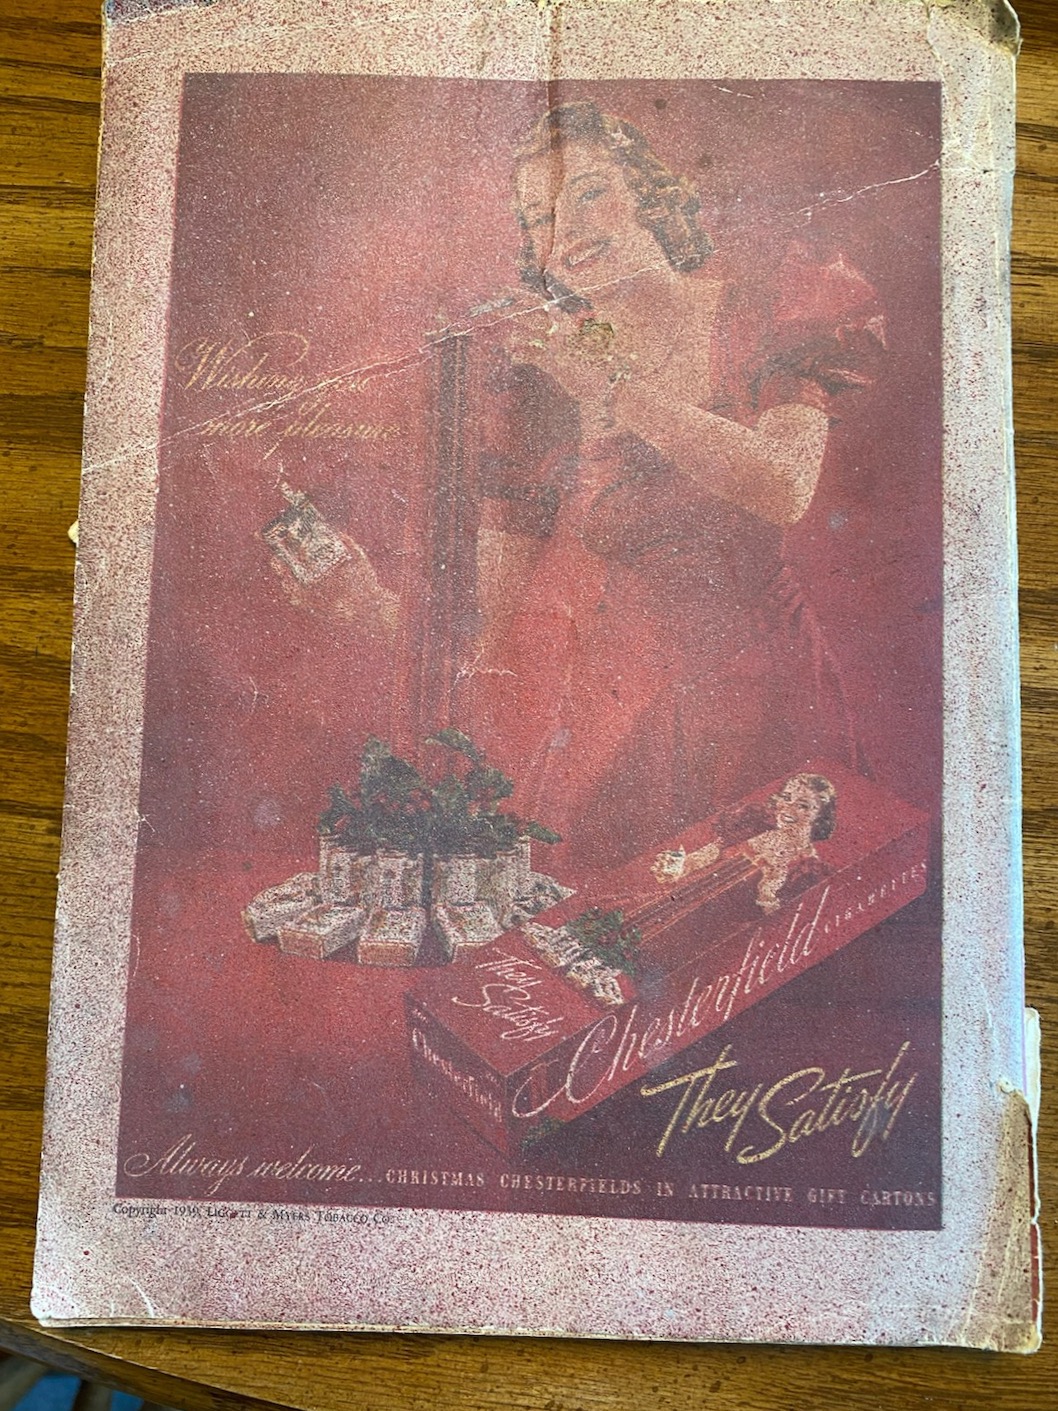 Wishing you
more pleasure
They
Satisfy
Chesterfield CIGARETTES
Chesterfield
They Satisfy
Always welcome... CHRISTMAS CHESTERFIELDS IN ATTRACTIVE GIFT CARTONS
Copyright 1939, LIGGETT & MYERS TOBACCO CO.